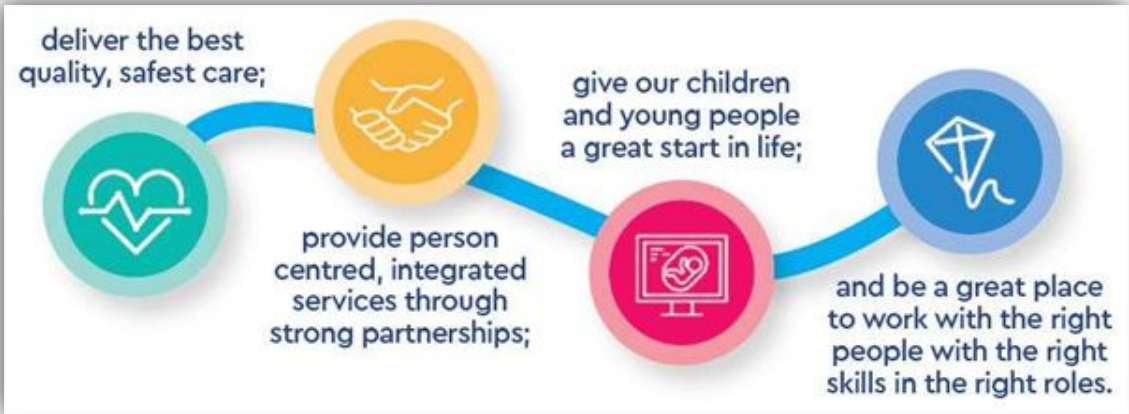 deliver the best
quality, safest care;
provide person
centred, integrated
services through
strong partnerships;
give our children
and young people
a great start in life;
and be a great place
to work with the right
people with the right
skills in the right roles.